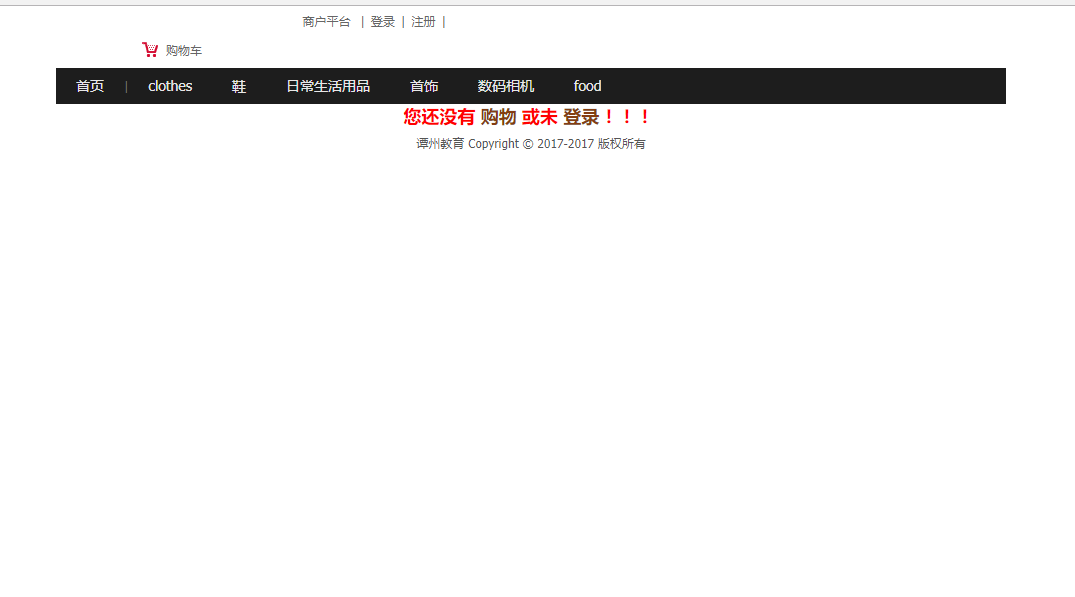 商户平台 | 登录 | 注册 |
购物车
首页 | clothes 鞋 日常生活用品 首饰 数码相机 food
您还没有 购物 或未 登录！！！
谭州教育 Copyright © 2017-2017 版权所有